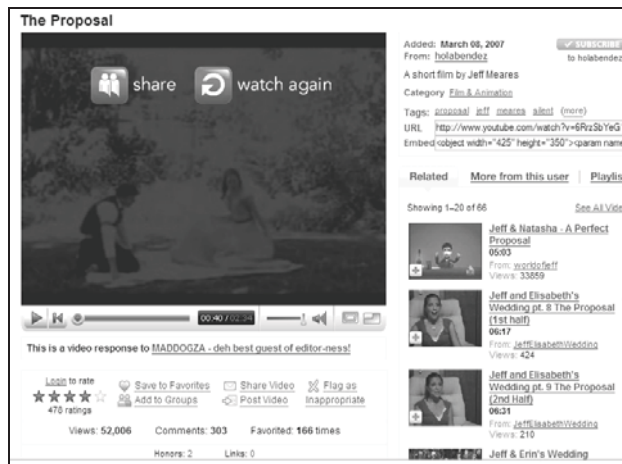 The Proposal
share watch again
00:40 / 02:34
This is a video response to MADDOGZA - deh best guest of editor-ness!
Login to rate
478 ratings
Save to Favorites
Add to Groups
Share Video
Post Video
Flag as
Inappropriate
Views: 52,006 Comments: 303 Favorited: 166 times
Honors: 2 Links: 0
Added: March 08, 2007
From: holabendez
SUBSCRIBE
to holabendez
A short film by Jeff Meares
Category Film & Animation
Tags: proposal jeff meares silent (more)
URL http://www.youtube.com/watch?v=6RrzSbYeG
Embed <object width="425" height="350"><param name
Related More from this user Playlis
Showing 1-20 of 66 See All Vide
Jeff & Natasha - A Perfect
Proposal
05:03
From: worldofjeff
Views: 33859
Jeff and Elisabeth's
Wedding pt. 8 The Proposal
(1st half)
06:17
From: JeffElisabethWedding
Views: 424
Jeff and Elisabeth's
Wedding pt. 9 The Proposal
(2nd Half)
06:31
From: JeffElisabethWedding
Views: 210
Jeff & Erin's Wedding